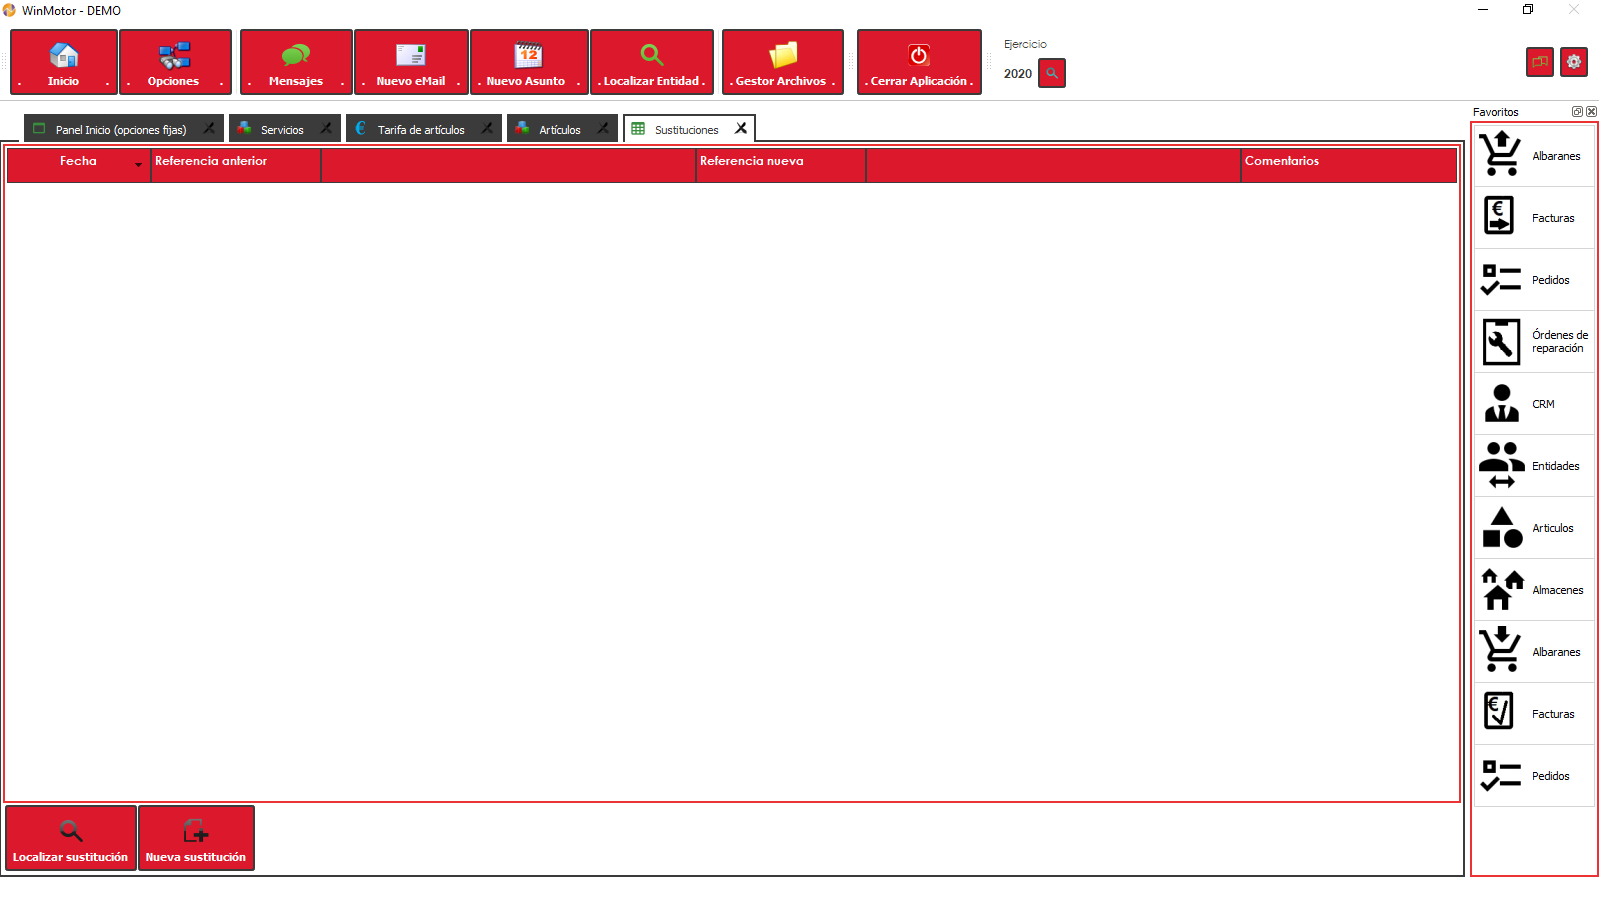 WinMotor - DEMO
. Inicio .
. Opciones .
. Mensajes .
. Nuevo eMail .
. Nuevo Asunto .
. Localizar Entidad .
. Gestor Archivos .
. Cerrar Aplicación .
Ejercicio
2020
Panel Inicio (opciones fijas)
Servicios
Tarifa de artículos
Artículos
Sustituciones
Fecha
Referencia anterior
Referencia nueva
Comentarios
Localizar sustitución
Nueva sustitución
Favoritos
Albaranes
Facturas
Pedidos
Órdenes de
reparación
CRM
Entidades
Articulos
Almacenes
Albaranes
Facturas
Pedidos
12